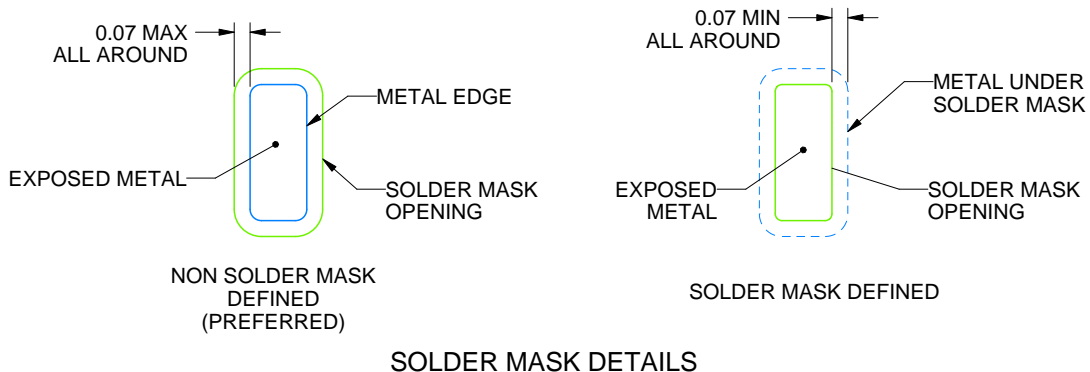 0.07 MAX
ALL AROUND
METAL EDGE
EXPOSED METAL
SOLDER MASK
OPENING
NON SOLDER MASK
DEFINED
(PREFERRED)
0.07 MIN
ALL AROUND
METAL UNDER
SOLDER MASK
EXPOSED
METAL
SOLDER MASK
OPENING
SOLDER MASK DEFINED
SOLDER MASK DETAILS